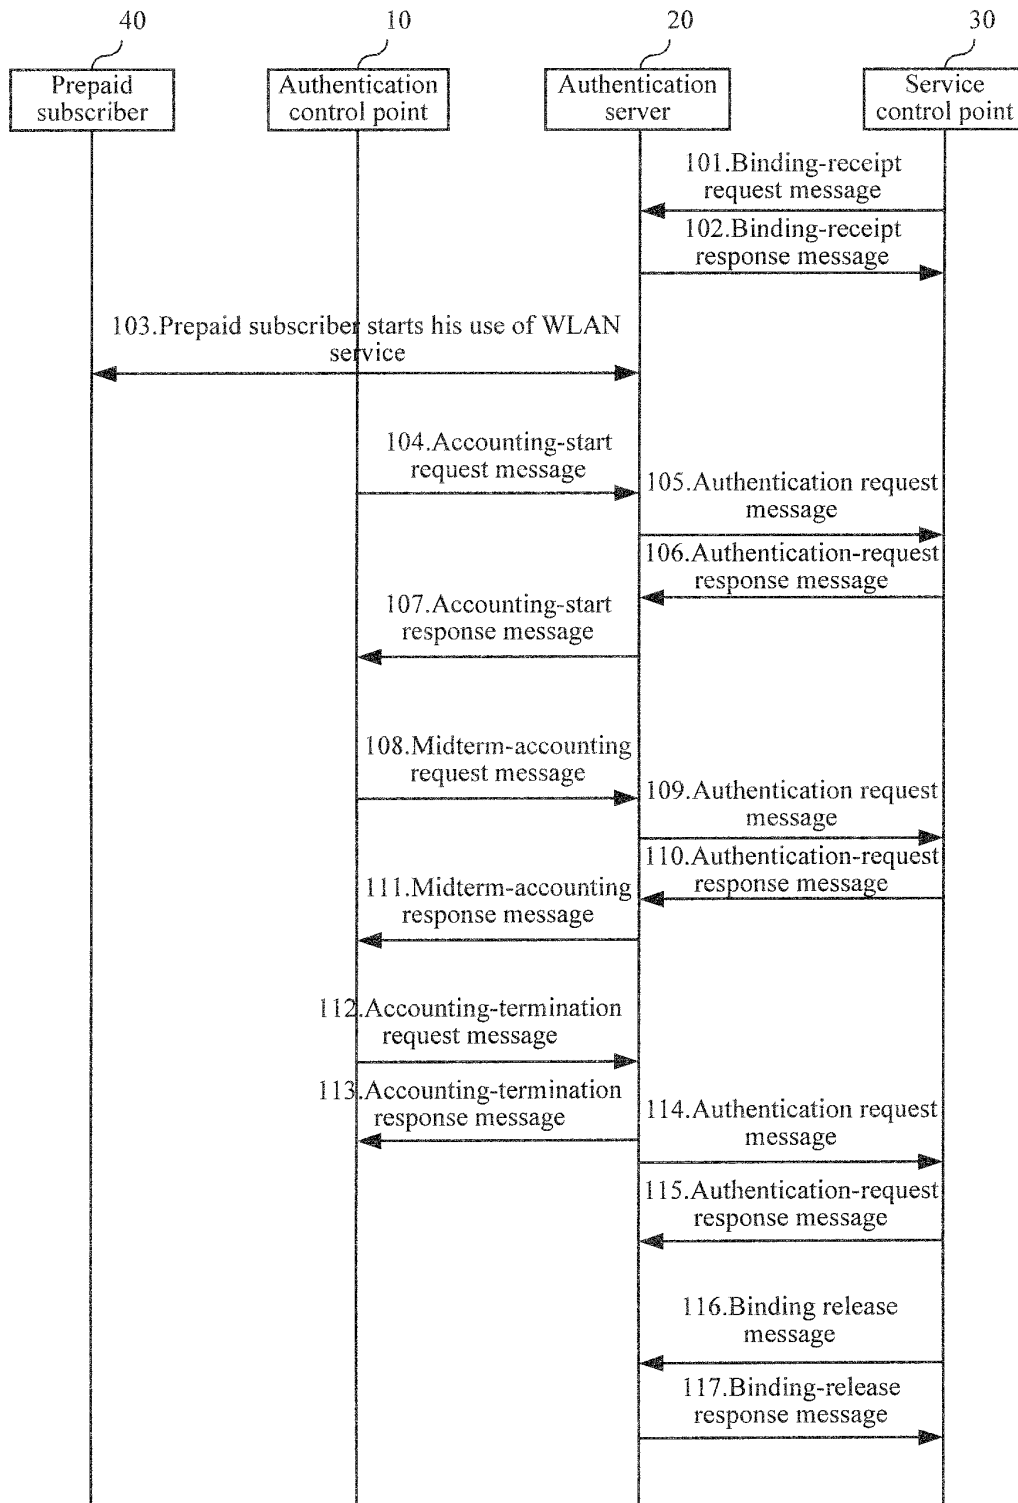 40
10
20
30
Prepaid
subscriber
Authentication
control point
Authentication
server
Service
control point
101.Binding-receipt
request message
102.Binding-receipt
response message
103.Prepaid subscriber starts his use of WLAN
service
104.Accounting-start
request message
105.Authentication request
message
106.Authentication-request
response message
107.Accounting-start
response message
108.Midterm-accounting
request message
109.Authentication request
message
110.Authentication-request
response message
111.Midterm-accounting
response message
112.Accounting-termination
request message
113.Accounting-termination
response message
114.Authentication request
message
115.Authentication-request
response message
116.Binding release
message
117.Binding-release
response message